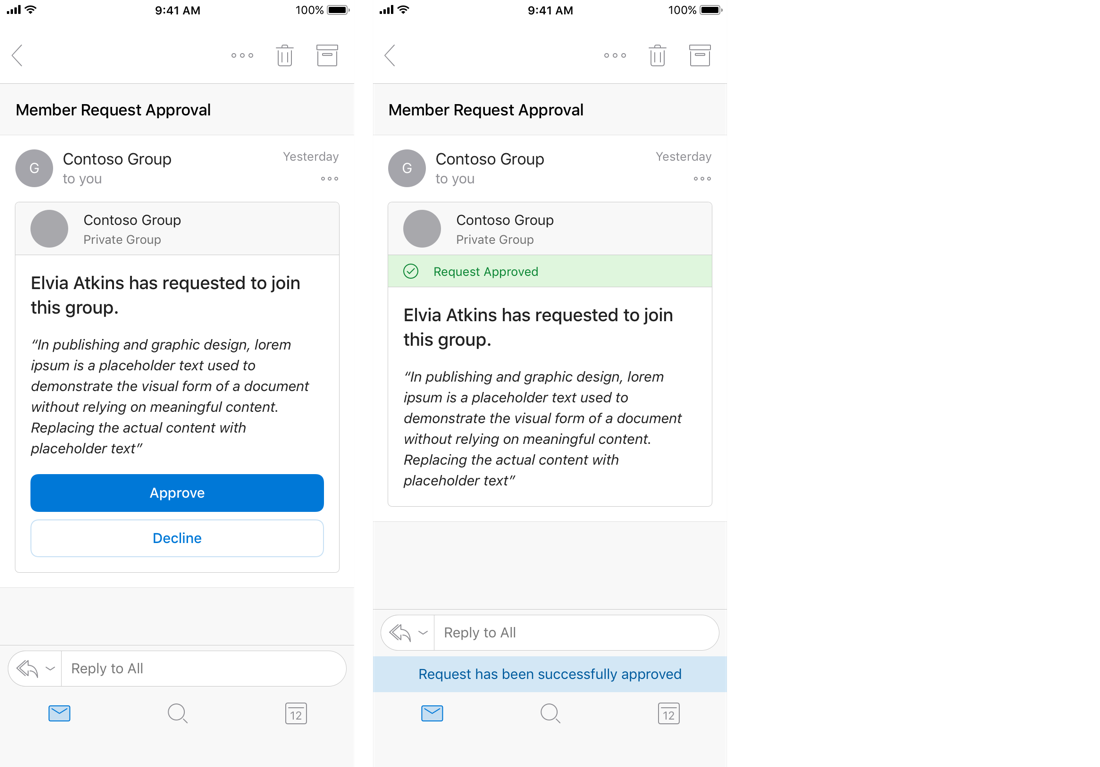 9:41 AM
100%
Member Request Approval
G
Contoso Group
Yesterday
to you
Contoso Group
Private Group
Elvia Atkins has requested to join
this group.
“In publishing and graphic design, lorem
ipsum is a placeholder text used to
demonstrate the visual form of a document
without relying on meaningful content.
Replacing the actual content with
placeholder text”
Approve
Decline
Reply to All
12
9:41 AM
100%
Member Request Approval
G
Contoso Group
Yesterday
to you
Contoso Group
Private Group
Request Approved
Elvia Atkins has requested to join
this group.
“In publishing and graphic design, lorem
ipsum is a placeholder text used to
demonstrate the visual form of a document
without relying on meaningful content.
Replacing the actual content with
placeholder text”
Reply to All
Request has been successfully approved
12